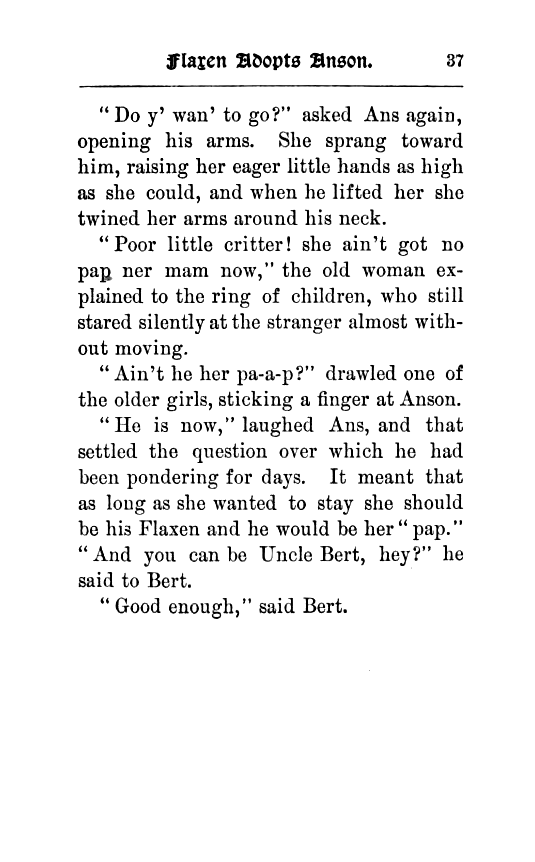 Flaxen Adopts Anson. 37
“Do y’ wan’ to go?” asked Ans again,
opening his arms. She sprang toward
him, raising her eager little hands as high
as she could, and when he lifted her she
twined her arms around his neck.
“Poor little critter! she ain’t got no
pap ner mam now,” the old woman ex-
plained to the ring of children, who still
stared silently at the stranger almost with-
out moving.
“Ain’t he her pa-a-p?” drawled one of
the older girls, sticking a finger at Anson.
“He is now,” laughed Ans, and that
settled the question over which he had
been pondering for days. It meant that
as long as she wanted to stay she should
be his Flaxen and he would be her “pap.”
“And you can be Uncle Bert, hey?” he
said to Bert.
“Good enough,” said Bert.